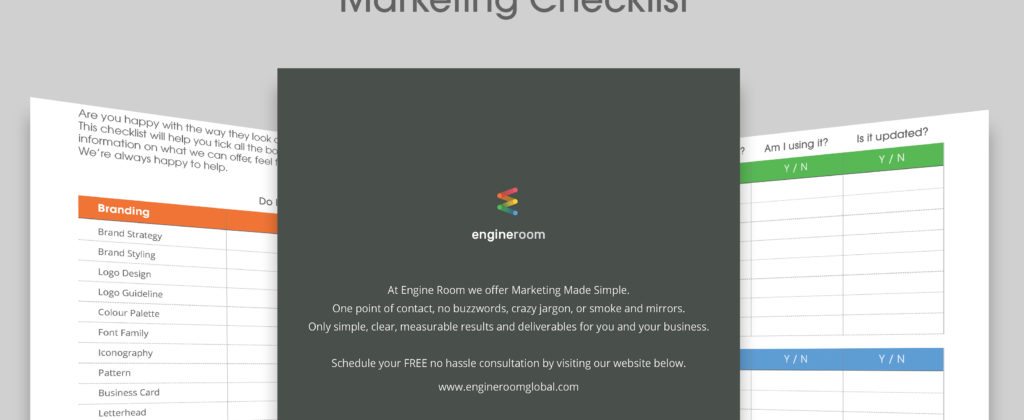 Marketing Checklist
Are you happy with the way they look
This checklist will help you tick all the
information on what we can offer, feel
We're always happy to help.
Do
Branding
Brand Strategy
Brand Styling
Logo Design
Logo Guideline
Colour Palette
Font Family
Iconography
Pattern
Business Card
Letterhead
engineroom
At Engine Room we offer Marketing Made Simple.
One point of contact, no buzzwords, crazy jargon, or smoke and mirrors.
Only simple, clear, measurable results and deliverables for you and your business.
Schedule your FREE no hassle consultation by visiting our website below.
www.engineroomglobal.com
? Am I using it? Is it updated?
Y / N Y / N
Y / N Y / N